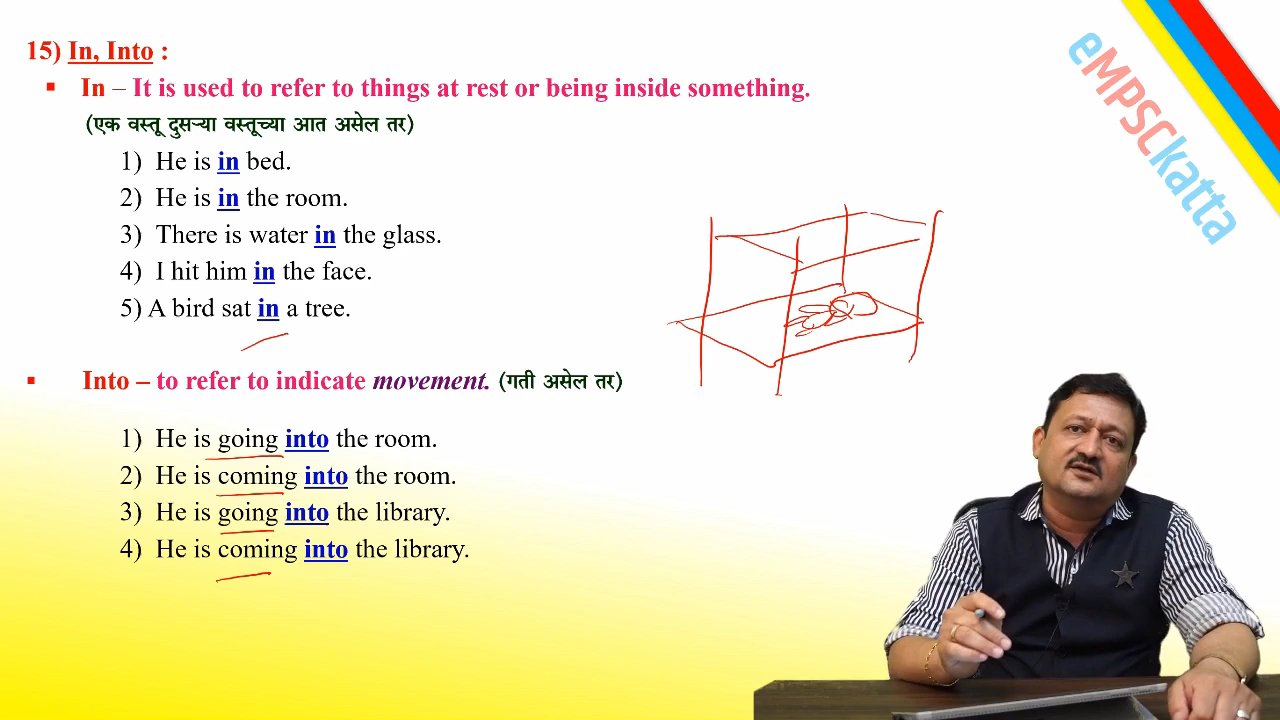 15) In, Into :
▪ In – It is used to refer to things at rest or being inside something.
(एक वस्तू दुसऱ्या वस्तूच्या आत असेल तर)
1) He is in bed.
2) He is in the room.
3) There is water in the glass.
4) I hit him in the face.
5) A bird sat in a tree.
▪ Into – to refer to indicate movement. (गती असेल तर)
1) He is going into the room.
2) He is coming into the room.
3) He is going into the library.
4) He is coming into the library.
eMPSCkatta